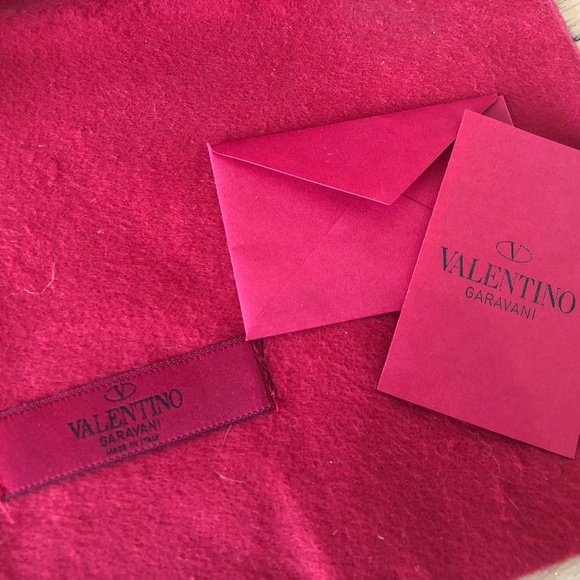 V
VALENTINO
GARAVANI
V
VALENTINO
GARAVANI
MADE IN ITALY